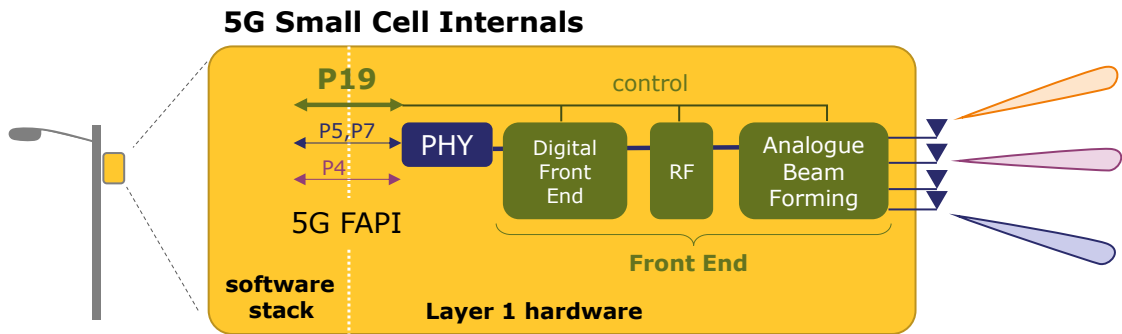 5G Small Cell Internals
P19
control
P5,P7
PHY
Digital
Front
End
RF
Analogue
Beam
Forming
P4
5G FAPI
Front End
software
stack
Layer 1 hardware